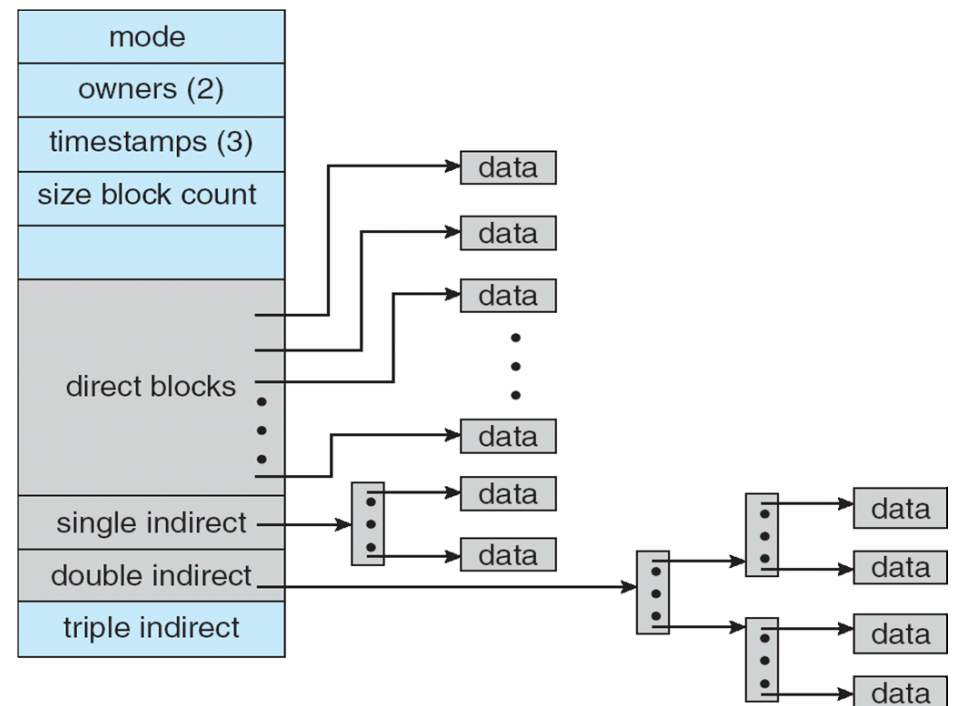 mode
owners (2)
timestamps (3)
size block count
direct blocks
single indirect
double indirect
triple indirect
data
data
data
data
data
data
data
data
data
data